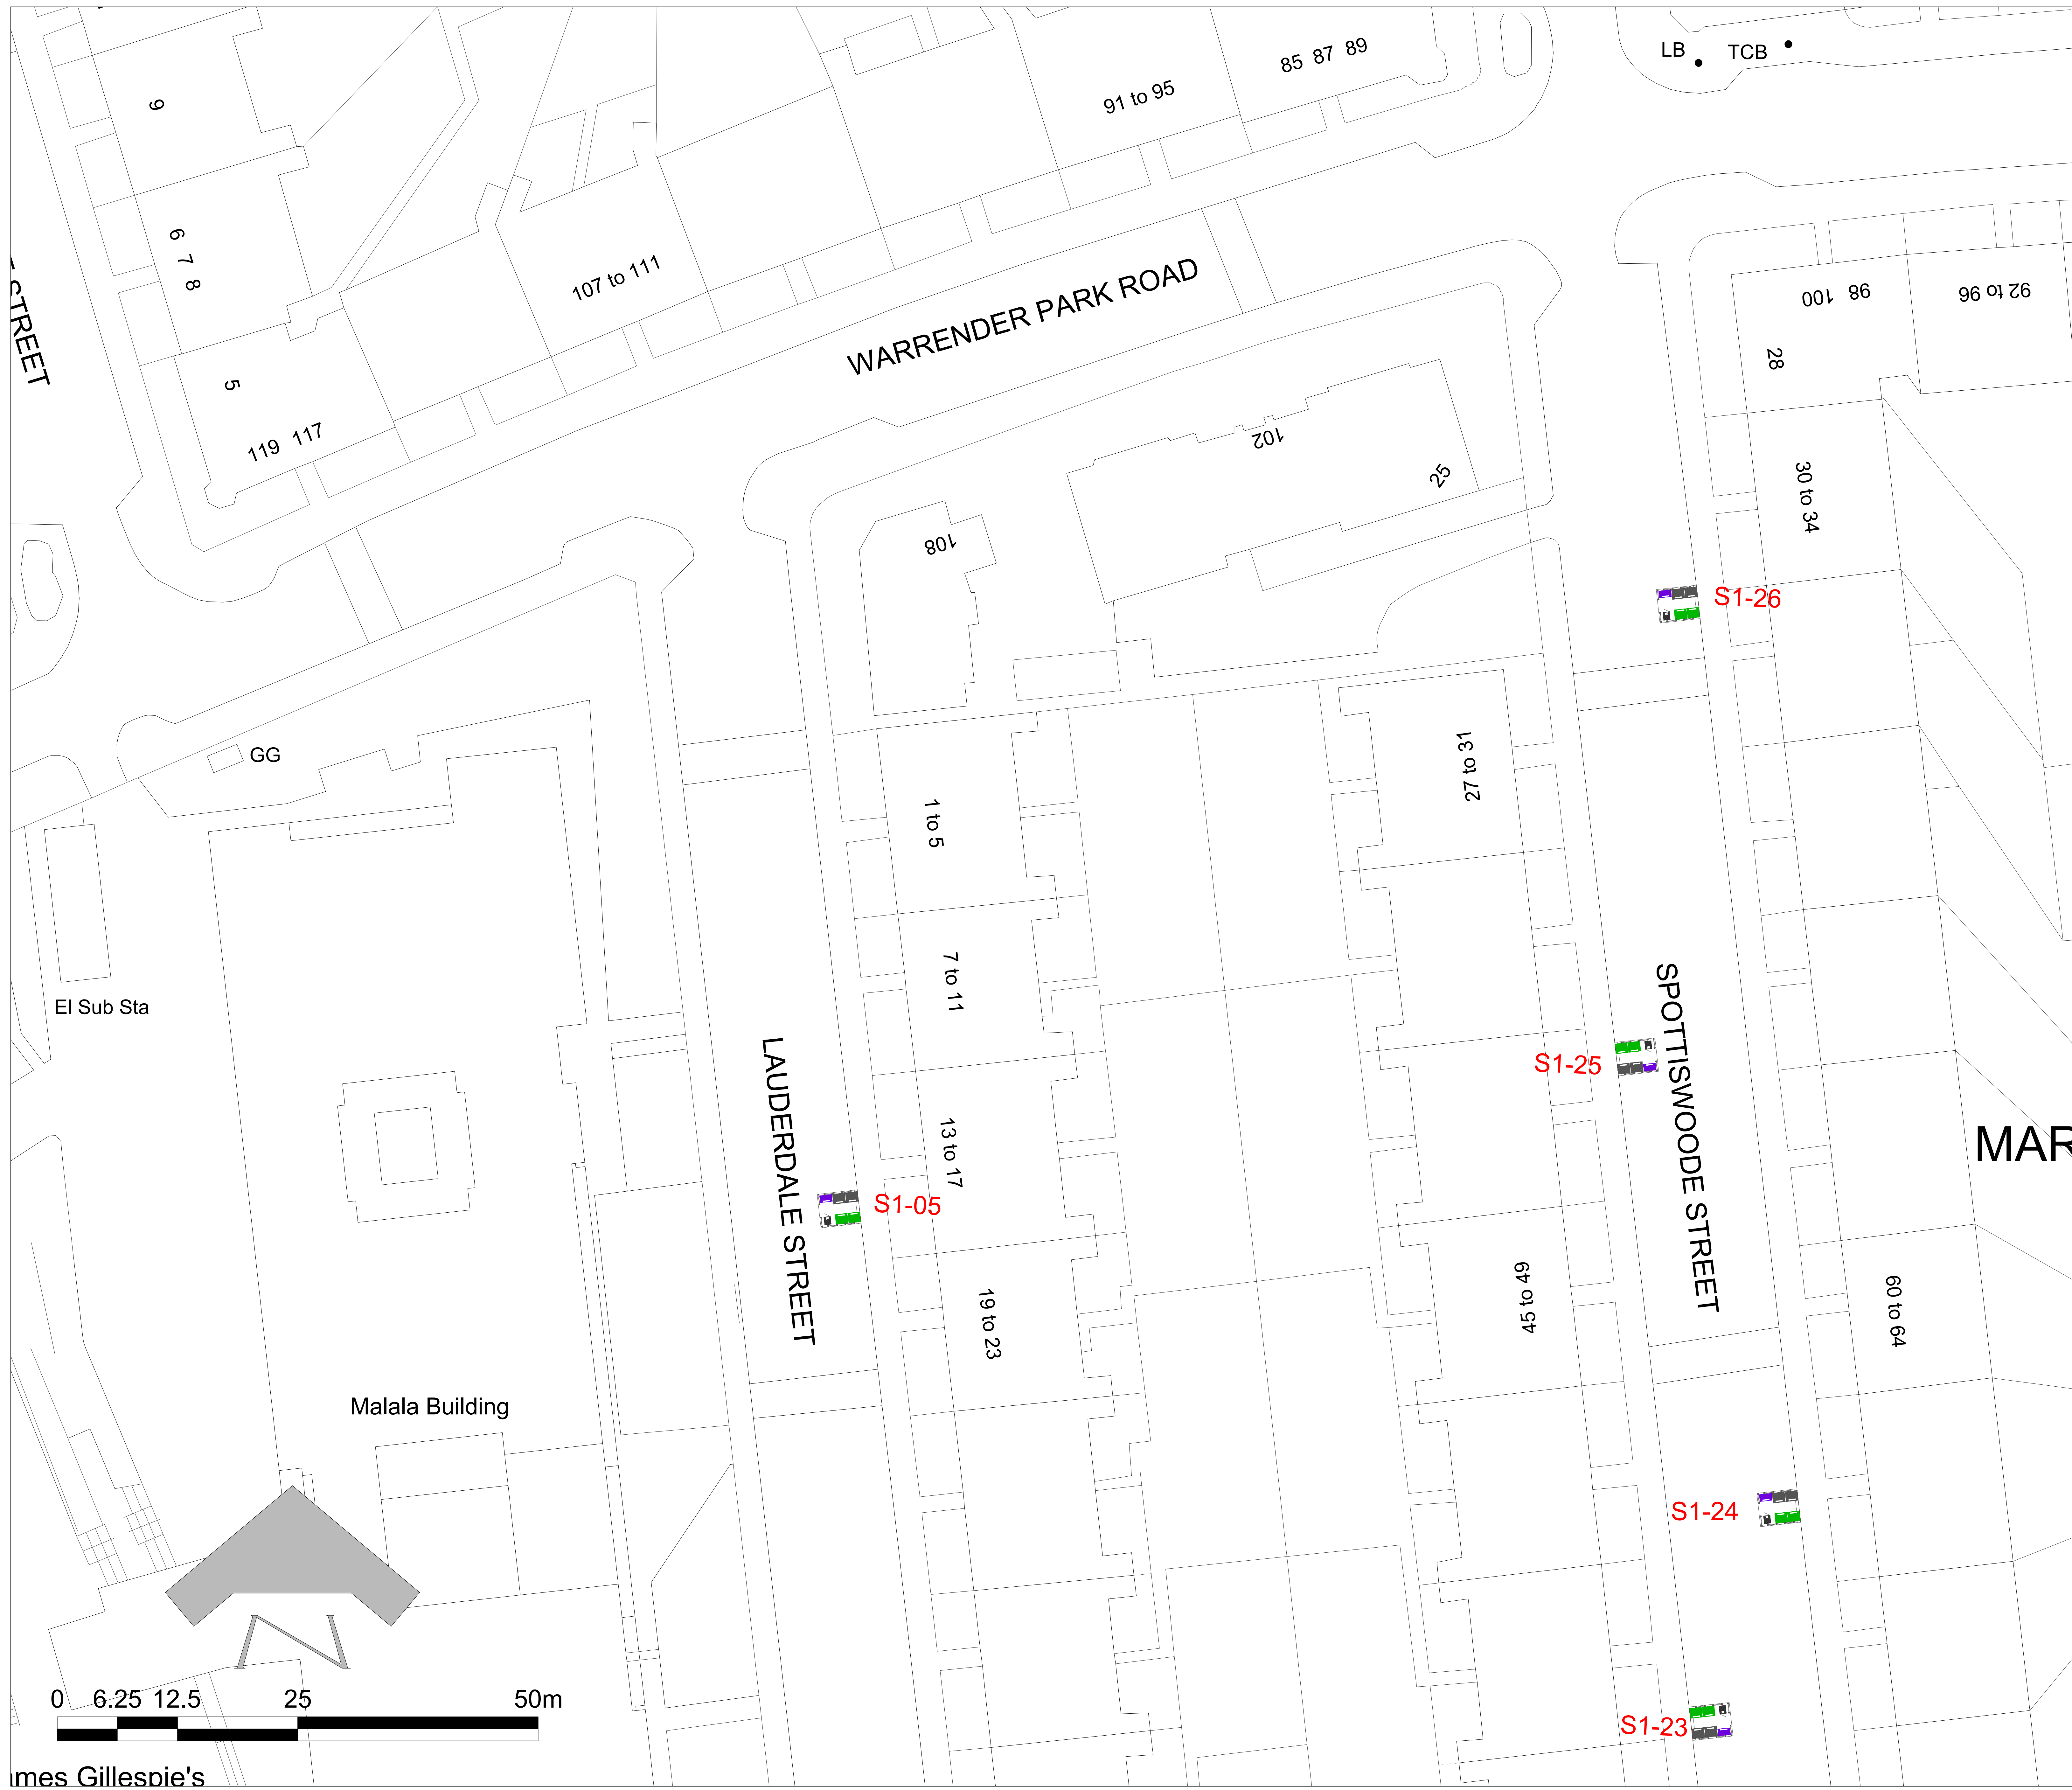 LB
TCB
85 87 89
91 to 95
9
6 7 8
107 to 111
STREET
WARRENDER PARK ROAD
98 100
92 to 96
28
5
119 117
102
25
30 to 34
108
S1-26
GG
27 to 31
1 to 5
7 to 11
El Sub Sta
SPOTTISWOODE STREET
S1-25
LAUDERDALE STREET
13 to 17
MAR
S1-05
45 to 49
19 to 23
60 to 64
Malala Building
S1-24
N
0 6.25 12.5 25 50m
S1-23
mes Gillespie's